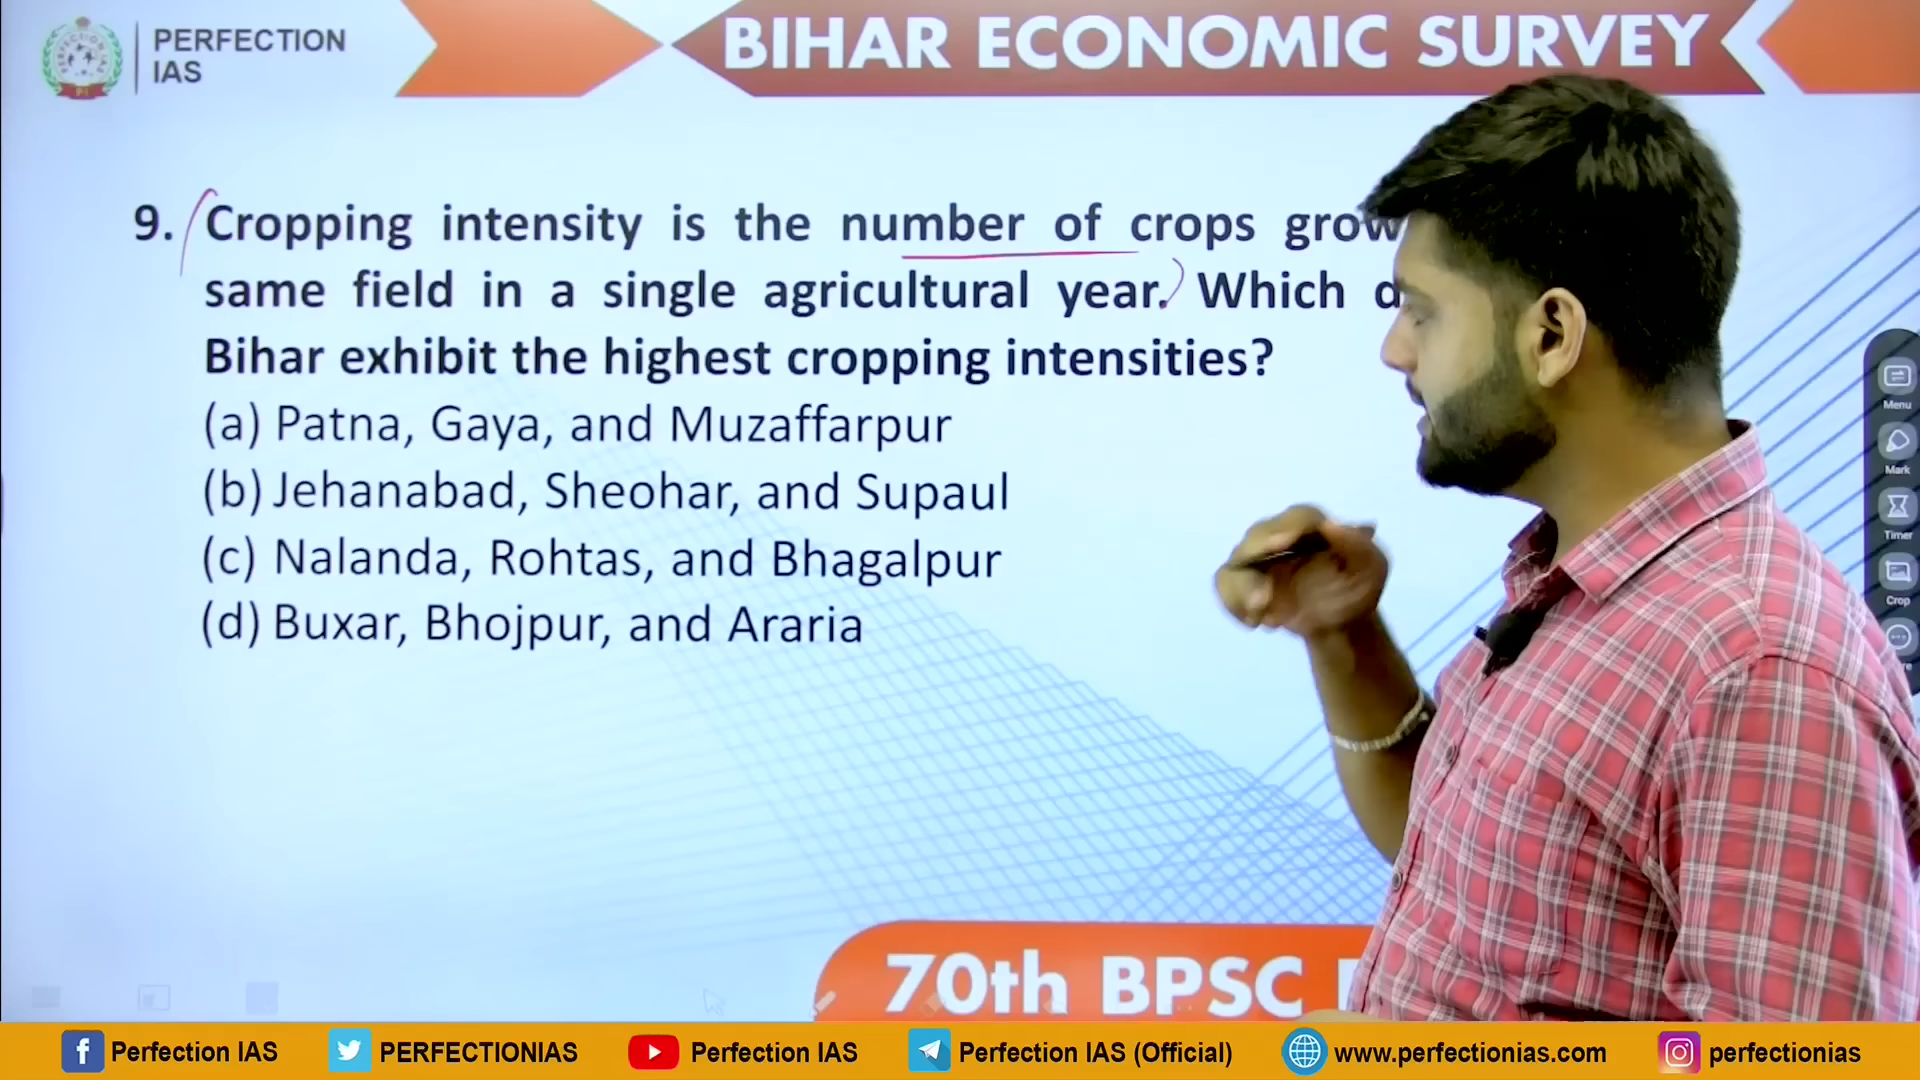 PERFECTION
IAS
BIHAR ECONOMIC SURVEY
9. Cropping intensity is the number of crops
same field in a single agricultural year. Which
Bihar exhibit the highest cropping intensities?
(a) Patna, Gaya, and Muzaffarpur
(b) Jehanabad, Sheohar, and Supaul
(c) Nalanda, Rohtas, and Bhagalpur
(d) Buxar, Bhojpur, and Araria
Menu
Mark
Timer
Crop
70th BPSC
Perfection IAS
PERFECTIONIAS
Perfection IAS
Perfection IAS (Official)
www.perfectionias.com
perfectionias